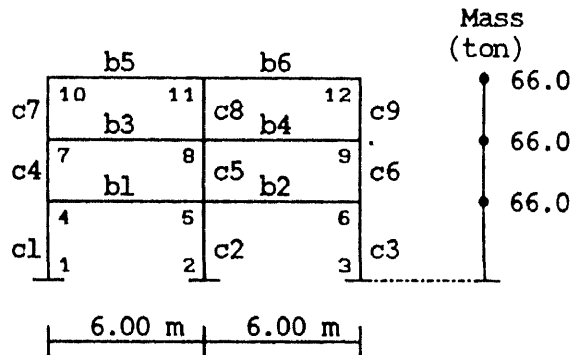 Mass
(ton)
b5 b6
66.0
10 11 12
c7 c8 c9
b3 b4
66.0
7 8 9
c4 c5 c6
b1 b2
66.0
4 5 6
c1 c2 c3
1 2 3
6.00 m 6.00 m